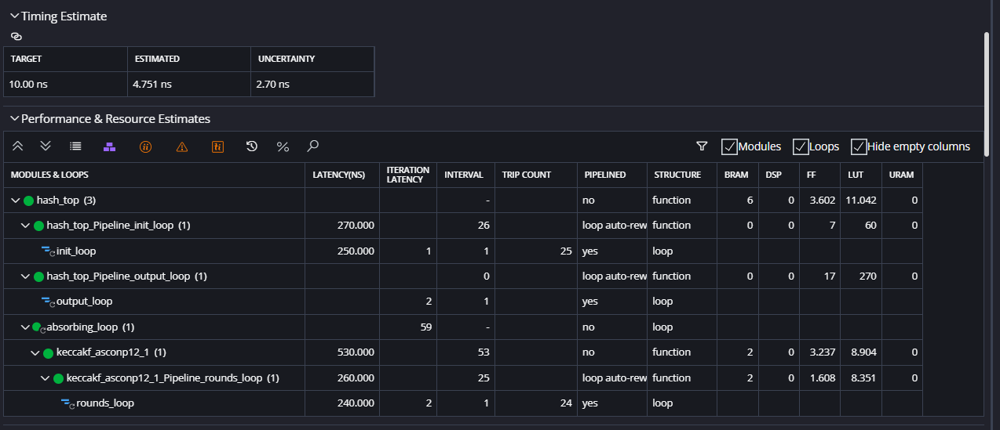 Timing Estimate
TARGET ESTIMATED UNCERTAINTY
10.00 ns 4.751 ns 2.70 ns
Performance & Resource Estimates
Modules Loops Hide empty columns
MODULES & LOOPS LATENCY(NS) ITERATION LATENCY INTERVAL TRIP COUNT PIPELINED STRUCTURE BRAM DSP FF LUT URAM
hash_top (3) - no function 6 0 3.602 11.042 0
hash_top_Pipeline_init_loop (1) 270.000 26 loop auto-rew function 0 0 7 60 0
init_loop 250.000 1 1 25 yes loop
hash_top_Pipeline_output_loop (1) 0 loop auto-rew function 0 0 17 270 0
output_loop 2 1 yes loop
absorbing_loop (1) 59 - no loop
keccakf_asconp12_1 (1) 530.000 53 no function 2 0 3.237 8.904 0
keccakf_asconp12_1_Pipeline_rounds_loop (1) 260.000 25 loop auto-rew function 2 0 1.608 8.351 0
rounds_loop 240.000 2 1 24 yes loop